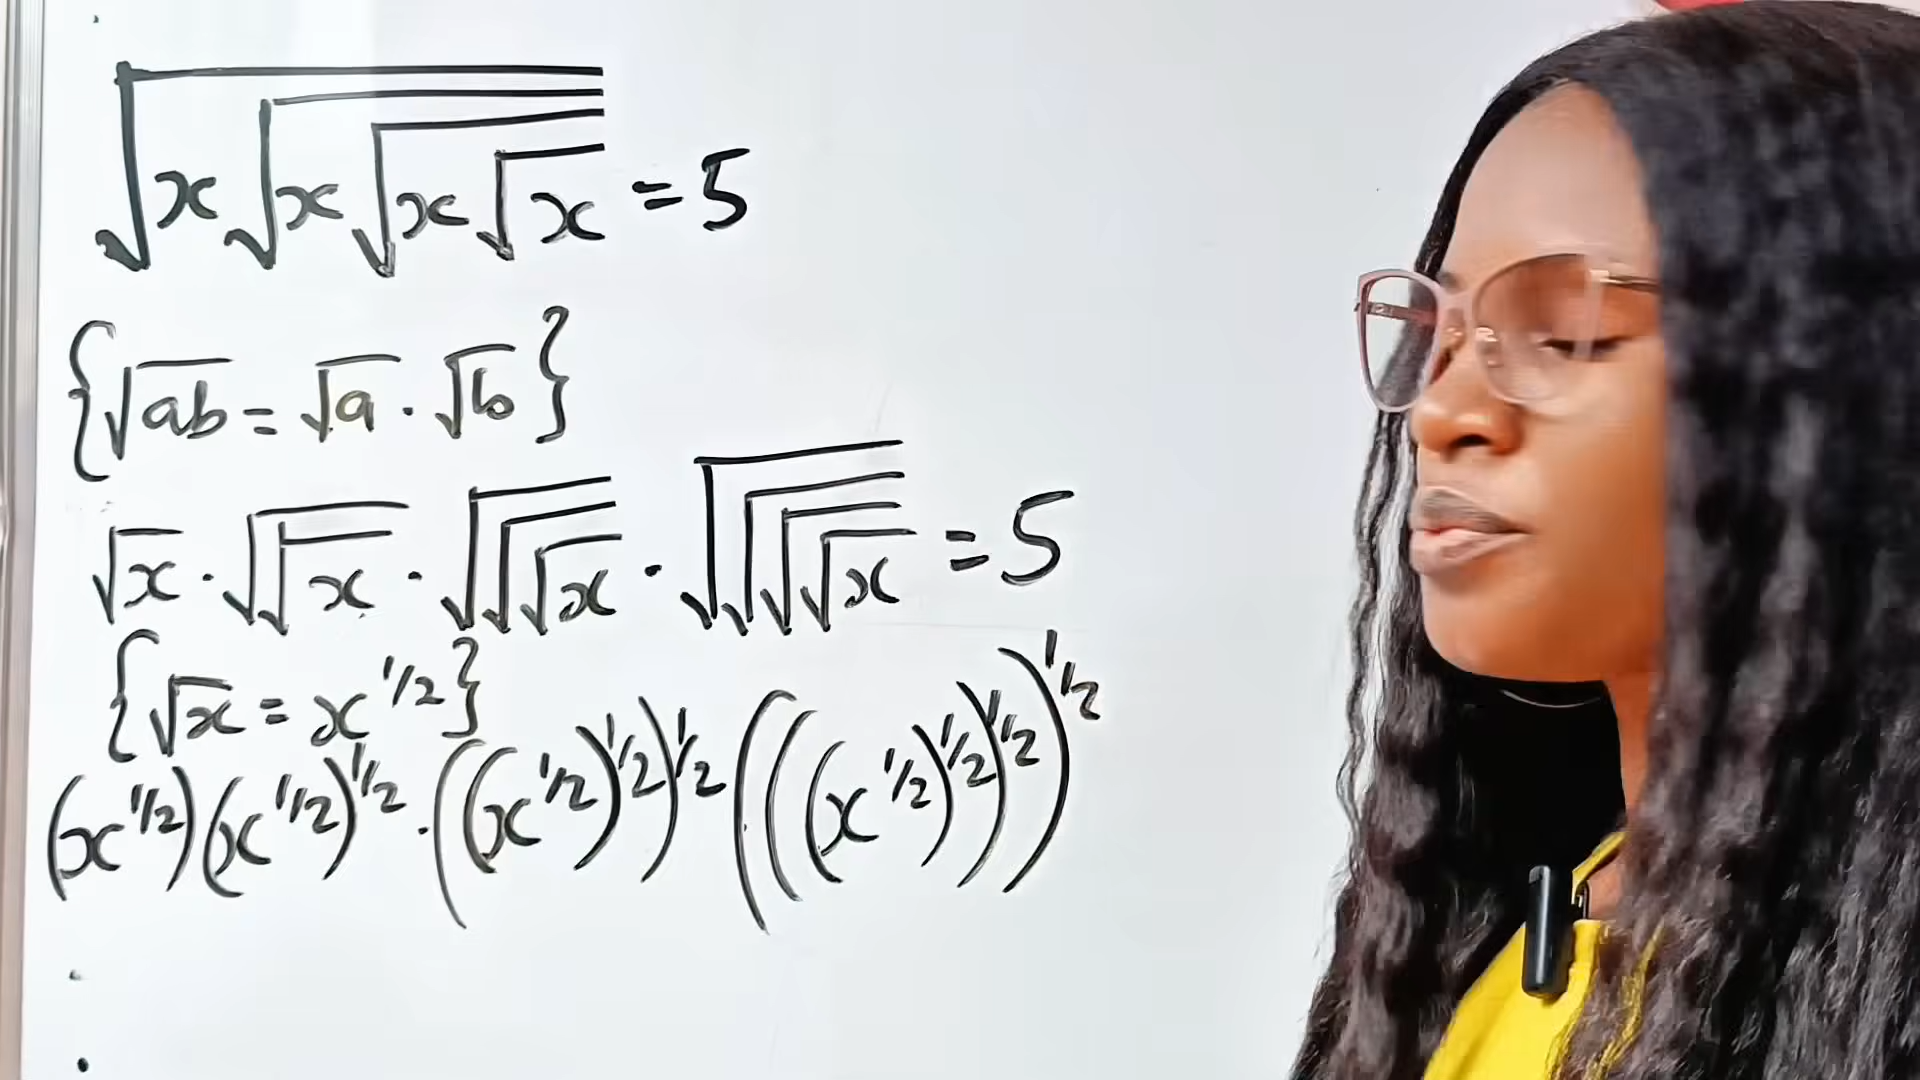 √(x√(x√(x√x))) = 5
{√ab = √a · √b}
√x · √√x · √√√x · √√√√x = 5
{√x = x^1/2}
(x^1/2)(x^1/2)^1/2 · ((x^1/2)^1/2)^1/2 (((x^1/2)^1/2)^1/2)^1/2